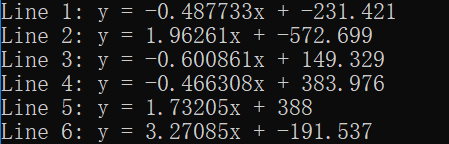 Line 1: y = -0.487733x + -231.421
Line 2: y = 1.96261x + -572.699
Line 3: y = -0.600861x + 149.329
Line 4: y = -0.466308x + 383.976
Line 5: y = 1.73205x + 388
Line 6: y = 3.27085x + -191.537